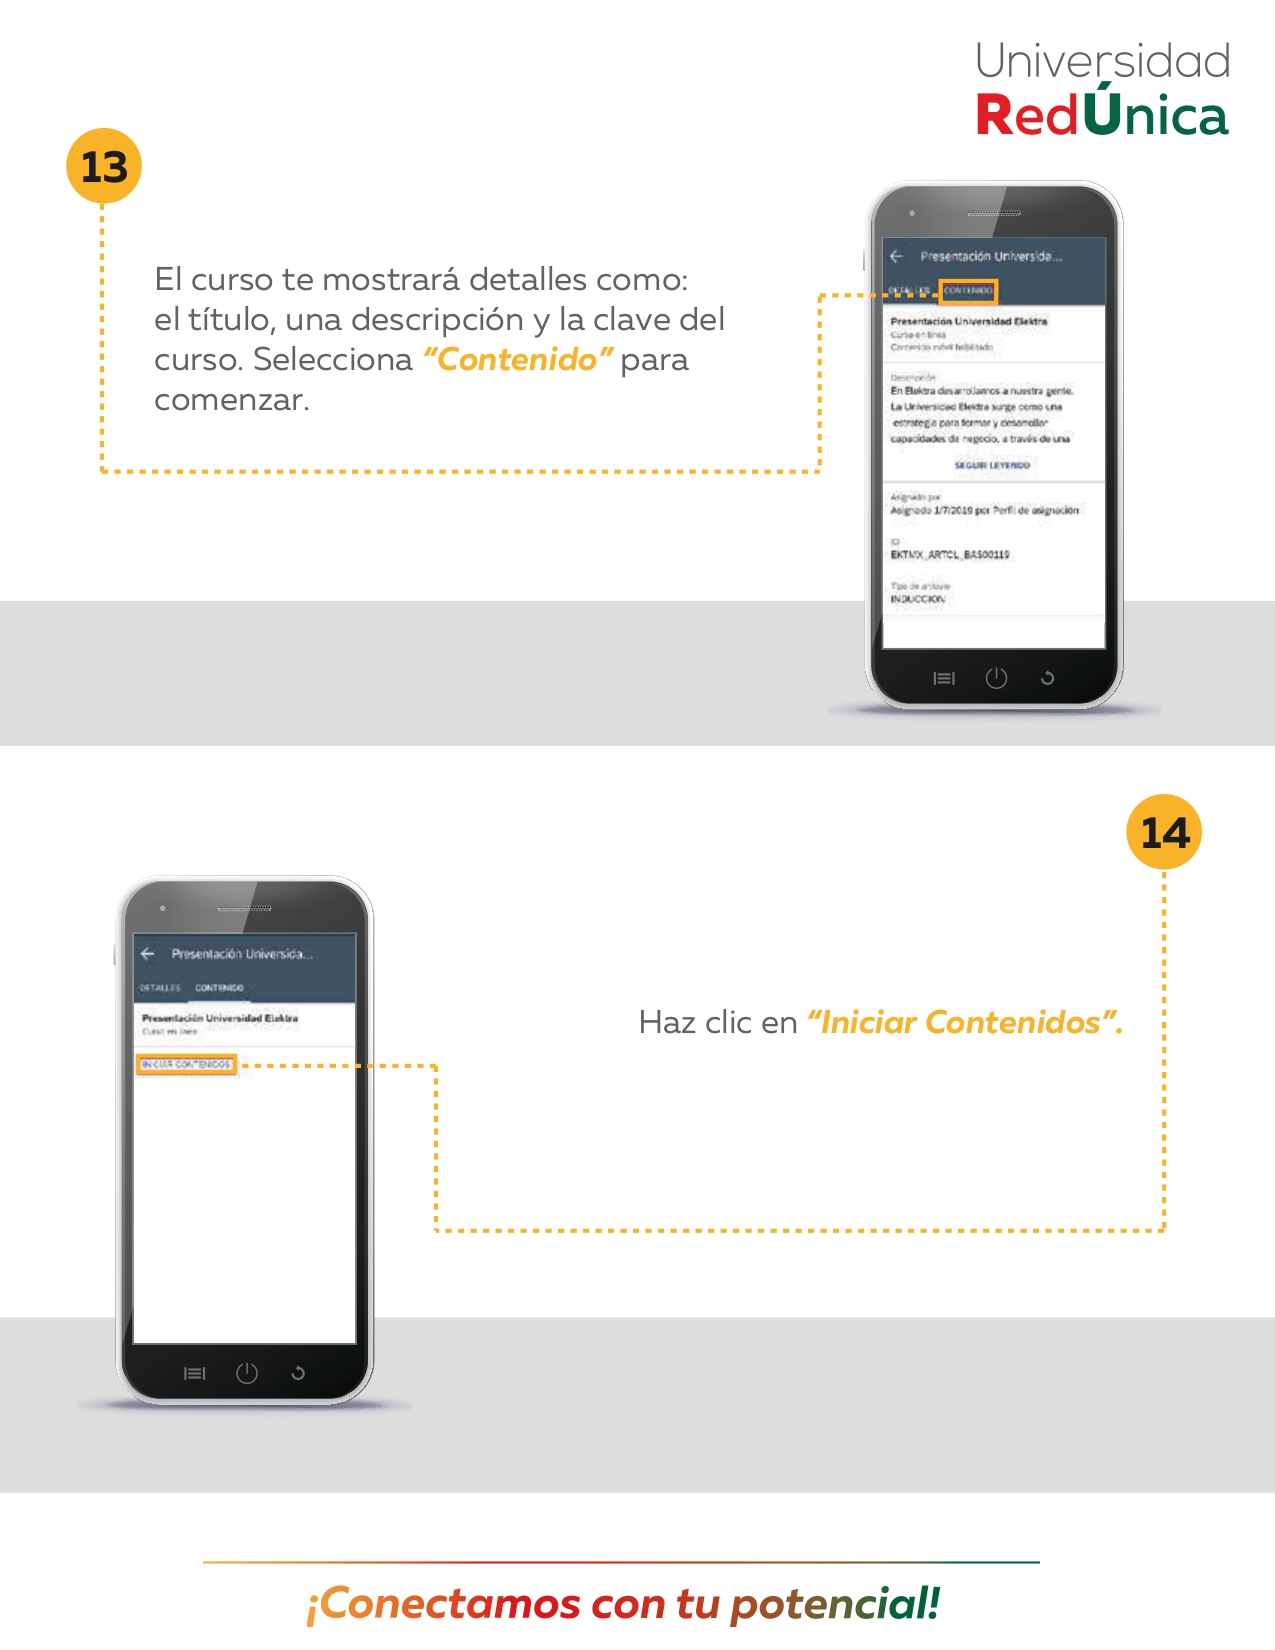 Universidad
RedÚnica
13
El curso te mostrará detalles como:
el título, una descripción y la clave del
curso. Selecciona “Contenido” para
comenzar.
Presentación Universida...
DETALLES CONTENIDO
Presentación Universidad Elektra
Curso en línea
Contenido móvil habilitado
Descripción
En Elektra desarrollamos a nuestra gente.
La Universidad Elektra surge como una
estrategia para formar y desarrollar
capacidades de negocio, a través de una
SEGUIR LEYENDO
Asignado por
Asignado 1/7/2019 por Perfil de asignación
ID
EKTMX_ARTCL_BAS00119
Tipo de artículo
INDUCCION
14
Presentación Universida...
DETALLES CONTENIDO
Presentación Universidad Elektra
Curso en línea
INICIAR CONTENIDOS
Haz clic en “Iniciar Contenidos”.
¡Conectamos con tu potencial!